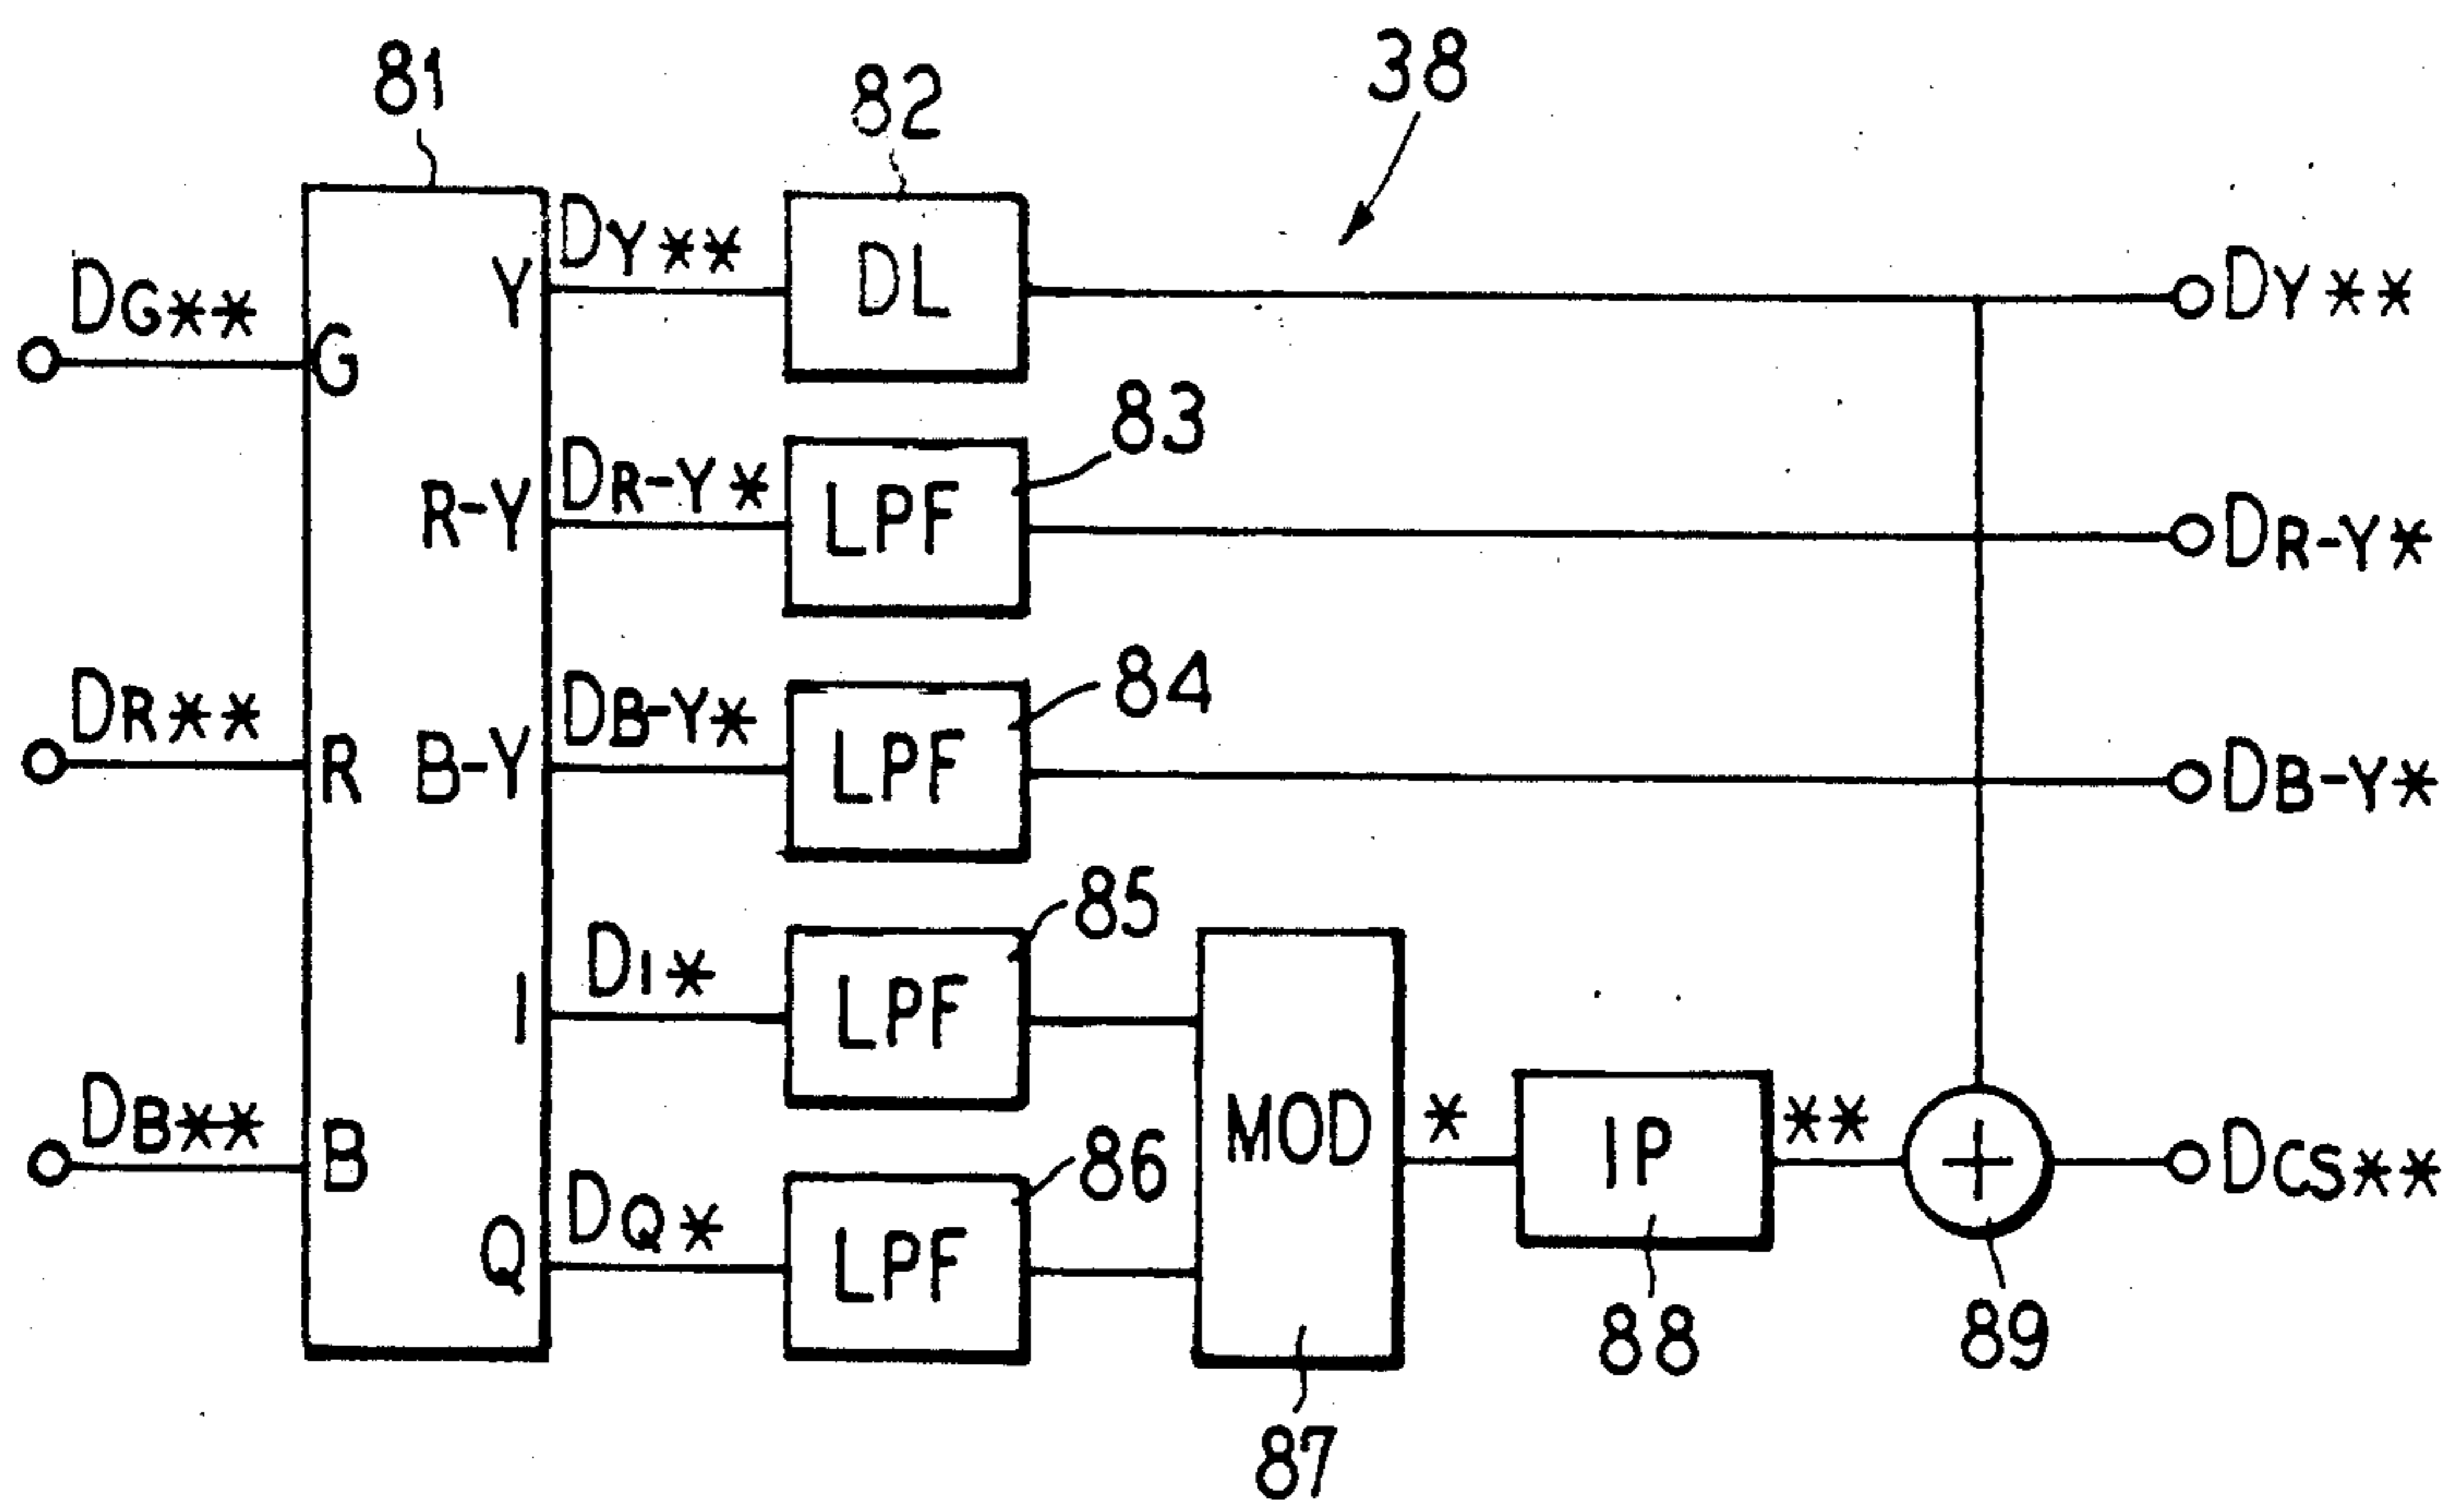 81
82
38
DY**
DG**
Y
DL
DY**
G
83
DR-Y*
R-Y
LPF
DR-Y*
84
DR**
DB-Y*
R
B-Y
LPF
DB-Y*
85
DI*
I
LPF
DB**
MOD
*
IP
**
+
DCS**
B
86
DQ*
Q
LPF
88
89
87